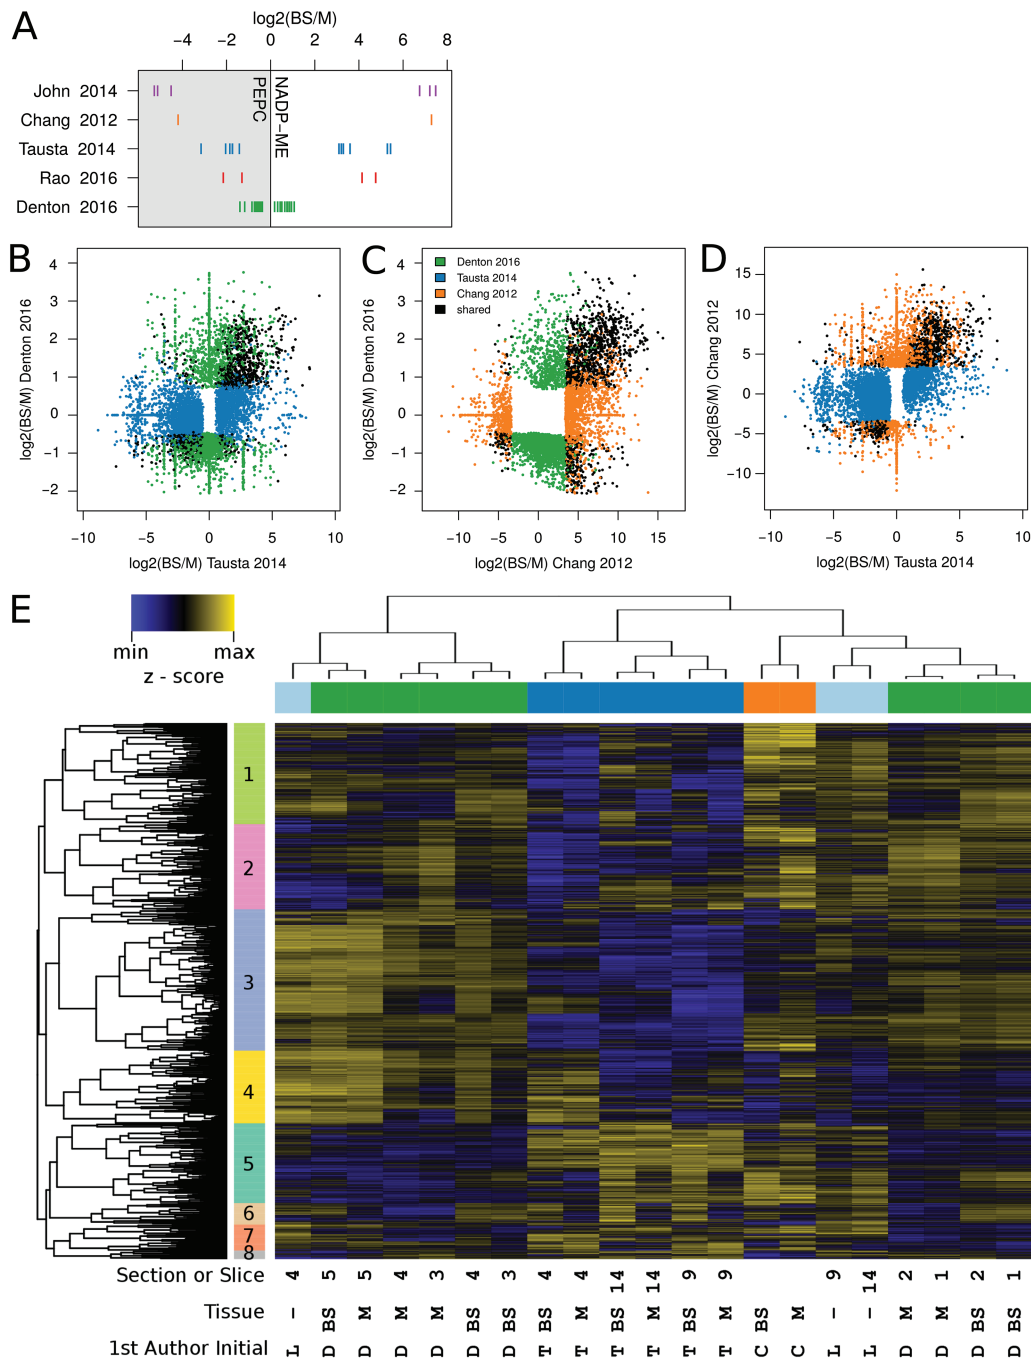 A
log2(BS/M)
−4 −2 0 2 4 6 8
John 2014
Chang 2012
Tausta 2014
Rao 2016
Denton 2016
PEPC
NADP−ME
B
log2(BS/M) Denton 2016
4
3
2
1
0
−1
−2
−10 −5 0 5 10
log2(BS/M) Tausta 2014
C
log2(BS/M) Denton 2016
4
3
2
1
0
−1
−2
Denton 2016
Tausta 2014
Chang 2012
shared
−10 −5 0 5 10 15
log2(BS/M) Chang 2012
D
log2(BS/M) Chang 2012
15
10
5
0
−5
−10
−10 −5 0 5 10
log2(BS/M) Tausta 2014
E
min max
z - score
1
2
3
4
5
6
7
8
Section or Slice 4 5 5 4 3 4 3 4 4 14 14 9 9 9 14 2 1 2 1
Tissue – BS M M M BS BS BS M BS M BS M BS M – – M M BS BS
1st Author Initial L D D D D D D T T T T T T C C L L D D D D